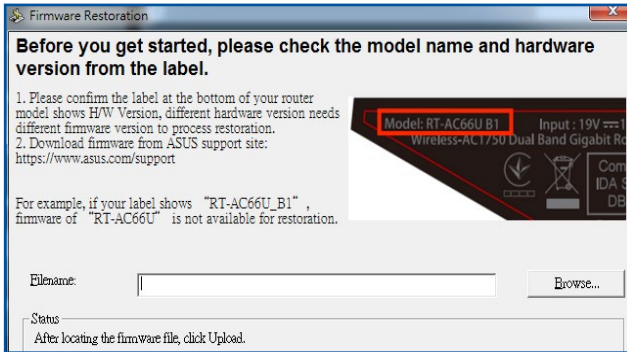 Firmware Restoration
Before you get started, please check the model name and hardware
version from the label.
1. Please confirm the label at the bottom of your router
model shows H/W Version, different hardware version needs
different firmware version to process restoration.
2. Download firmware from ASUS support site:
https://www.asus.com/support
For example, if your label shows “RT-AC66U_B1”,
firmware of “RT-AC66U” is not available for restoration.
Model: RT-AC66U B1 Input : 19V
Wireless-AC1750 Dual Band Gigabit
Filename:
Browse...
Status
After locating the firmware file, click Upload.